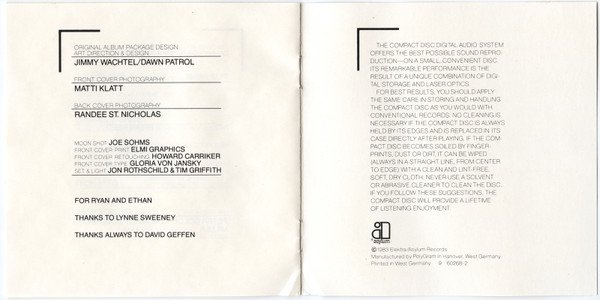 ORIGINAL ALBUM PACKAGE DESIGN
ART DIRECTION & DESIGN
JIMMY WACHTEL/DAWN PATROL
FRONT COVER PHOTOGRAPHY
MATTI KLATT
BACK COVER PHOTOGRAPHY
RANDEE ST. NICHOLAS
MOON SHOT JOE SOHMS
FRONT COVER PRINT ELMI GRAPHICS
FRONT COVER RETOUCHING HOWARD CARRIKER
FRONT COVER TYPE GLORIA VON JANSKY
SET & LIGHT JON ROTHSCHILD & TIM GRIFFITH
FOR RYAN AND ETHAN
THANKS TO LYNNE SWEENEY
THANKS ALWAYS TO DAVID GEFFEN
THE COMPACT DISC DIGITAL AUDIO SYSTEM
OFFERS THE BEST POSSIBLE SOUND REPRO-
DUCTION—ON A SMALL, CONVENIENT DISC.
ITS REMARKABLE PERFORMANCE IS THE
RESULT OF A UNIQUE COMBINATION OF DIGI-
TAL STORAGE AND LASER OPTICS.
FOR BEST RESULTS, YOU SHOULD APPLY
THE SAME CARE IN STORING AND HANDLING
THE COMPACT DISC AS YOU WOULD WITH
CONVENTIONAL RECORDS. NO CLEANING IS
NECESSARY IF THE COMPACT DISC IS ALWAYS
HELD BY ITS EDGES AND IS REPLACED IN ITS
CASE DIRECTLY AFTER PLAYING. IF THE COM-
PACT DISC BECOMES SOILED BY FINGER
PRINTS, DUST OR DIRT, IT CAN BE WIPED
(ALWAYS IN A STRAIGHT LINE, FROM CENTER
TO EDGE) WITH A CLEAN AND LINT-FREE,
SOFT, DRY CLOTH. NEVER USE A SOLVENT
OR ABRASIVE CLEANER TO CLEAN THE DISC.
IF YOU FOLLOW THESE SUGGESTIONS, THE
COMPACT DISC WILL PROVIDE A LIFETIME
OF LISTENING ENJOYMENT.
asylum
©1983 Elektra/Asylum Records
Manufactured by PolyGram in Hanover, West Germany
Printed in West Germany 9 60268-2